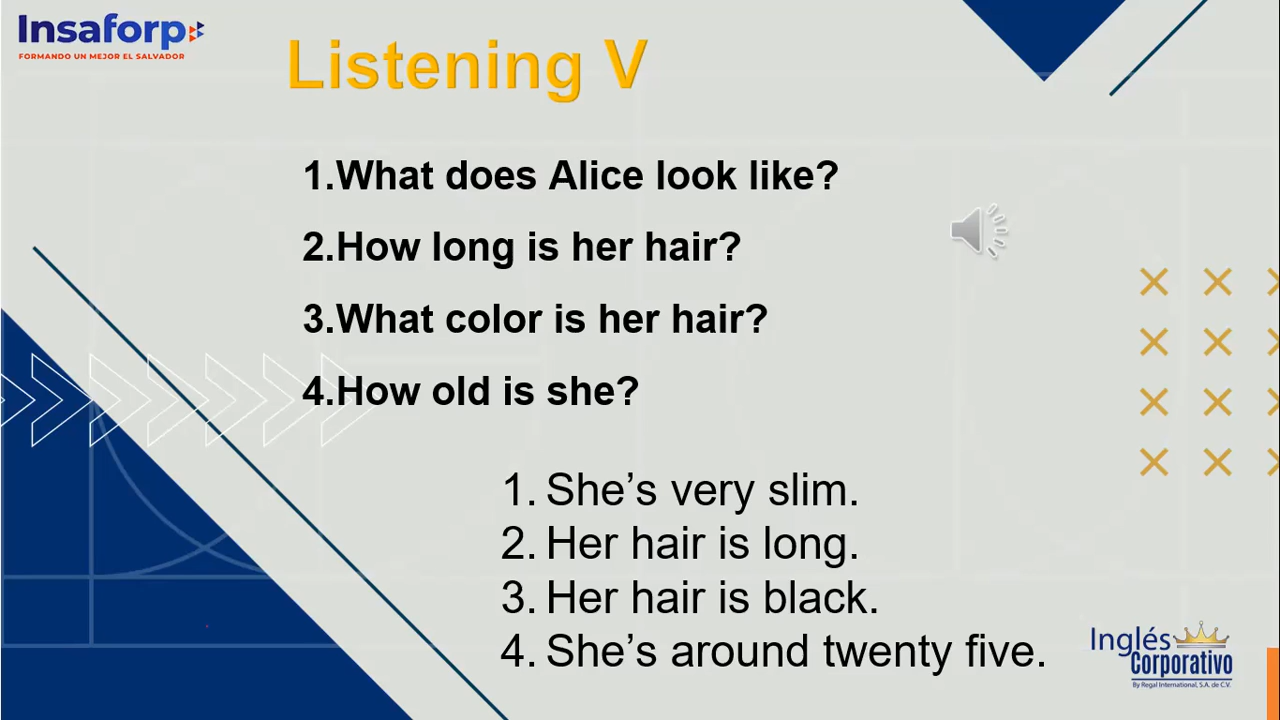 Insaforp
FORMANDO UN MEJOR EL SALVADOR
Listening V
1.What does Alice look like?
2.How long is her hair?
3.What color is her hair?
4.How old is she?
1. She’s very slim.
2. Her hair is long.
3. Her hair is black.
4. She’s around twenty five.
Inglés
Corporativo
By Regal International, S.A. de C.V.